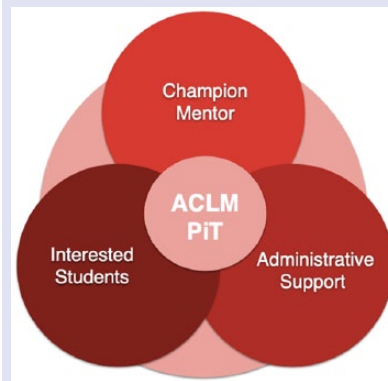 Champion
Mentor
ACLM
PiT
Interested
Students
Administrative
Support